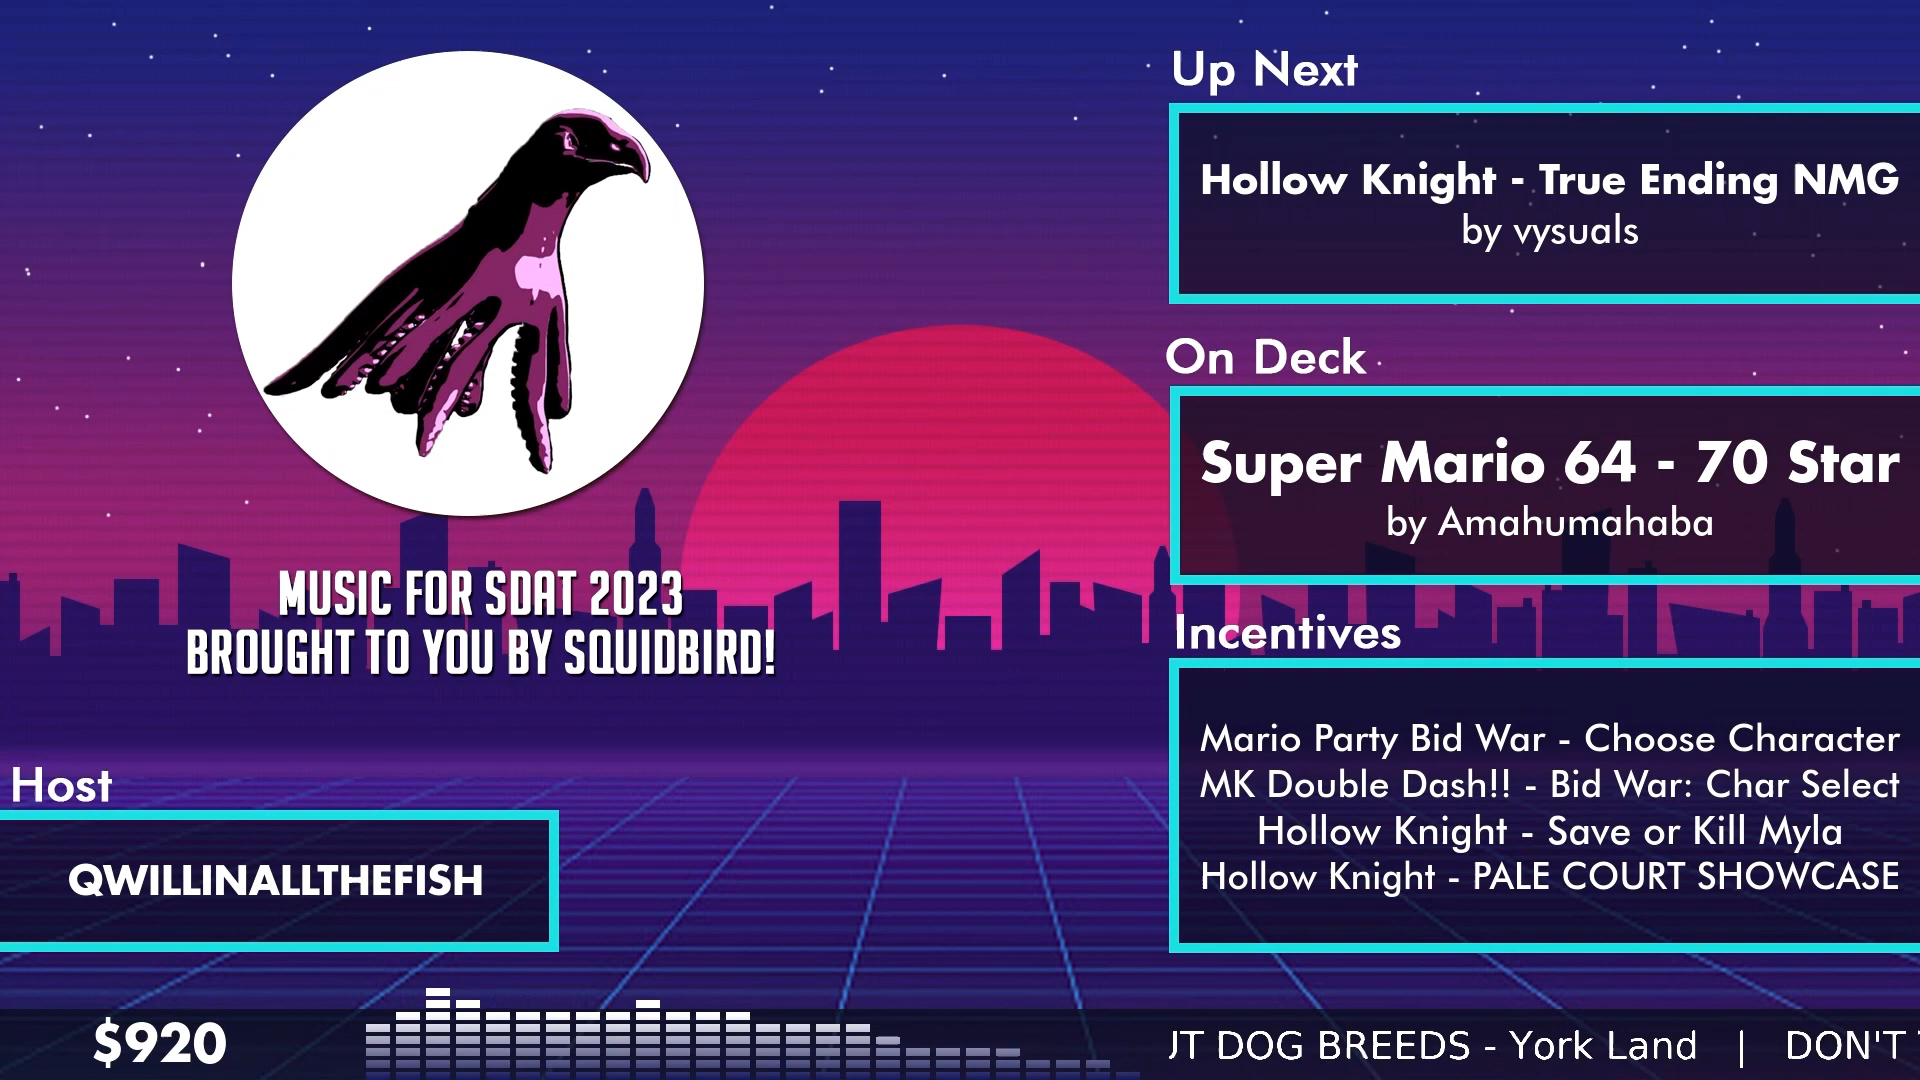 Up Next
Hollow Knight - True Ending NMG
by vysuals
On Deck
Super Mario 64 - 70 Star
by Amahumahaba
MUSIC FOR SDAT 2023
BROUGHT TO YOU BY SQUIDBIRD!
Incentives
Mario Party Bid War - Choose Character
MK Double Dash!! - Bid War: Char Select
Hollow Knight - Save or Kill Myla
Hollow Knight - PALE COURT SHOWCASE
Host
QWILLINALLTHEFISH
$920
DOG BREEDS - York Land | DON'T